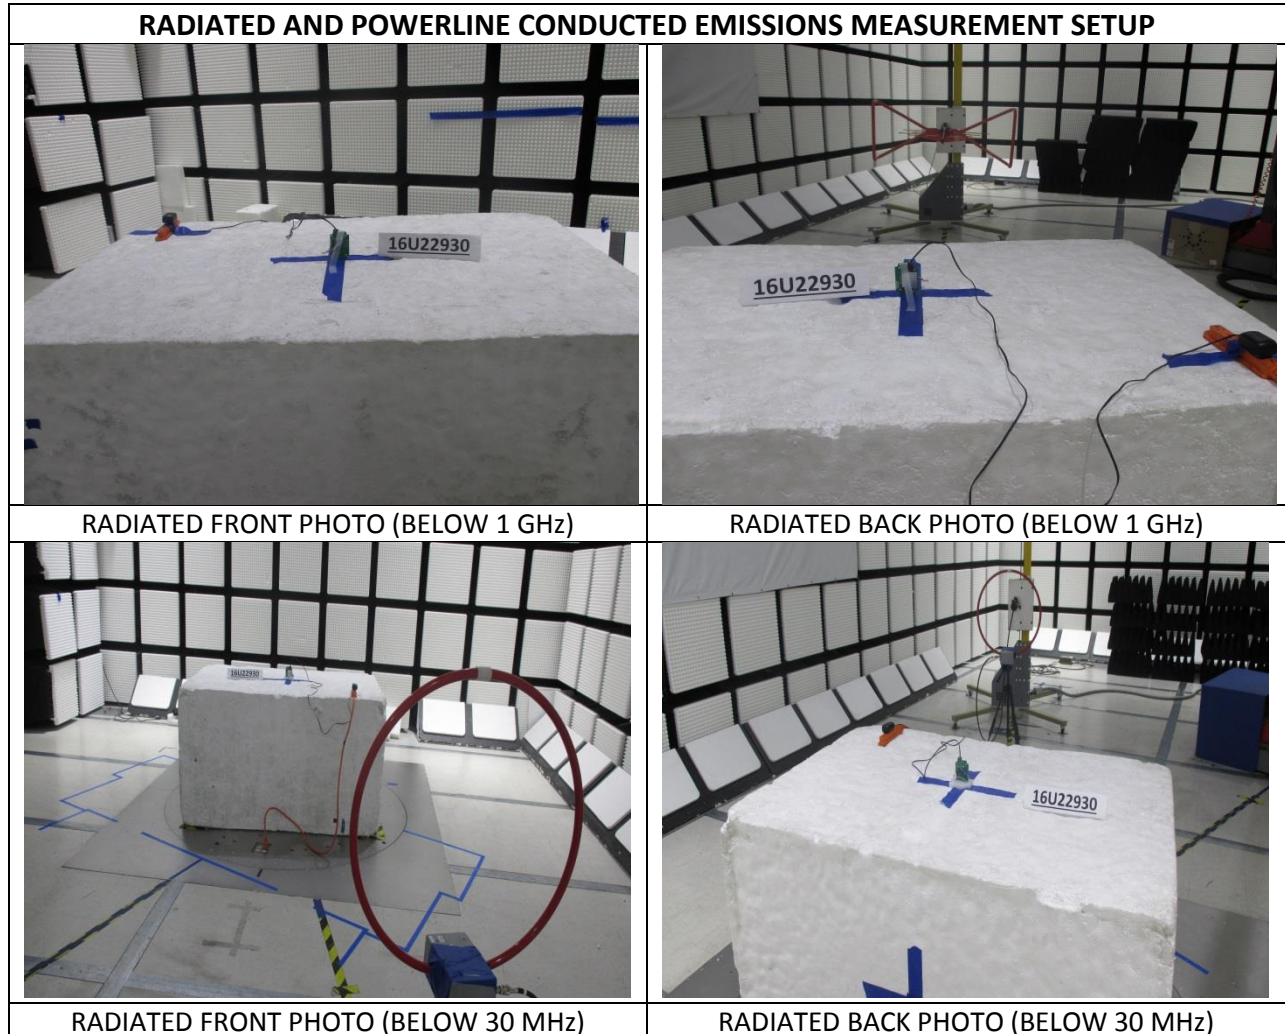 RADIATED AND POWERLINE CONDUCTED EMISSIONS MEASUREMENT SETUP
16U22930
16U22930
RADIATED FRONT PHOTO (BELOW 1 GHz)
RADIATED BACK PHOTO (BELOW 1 GHz)
16U22930
16U22930
RADIATED FRONT PHOTO (BELOW 30 MHz)
RADIATED BACK PHOTO (BELOW 30 MHz)